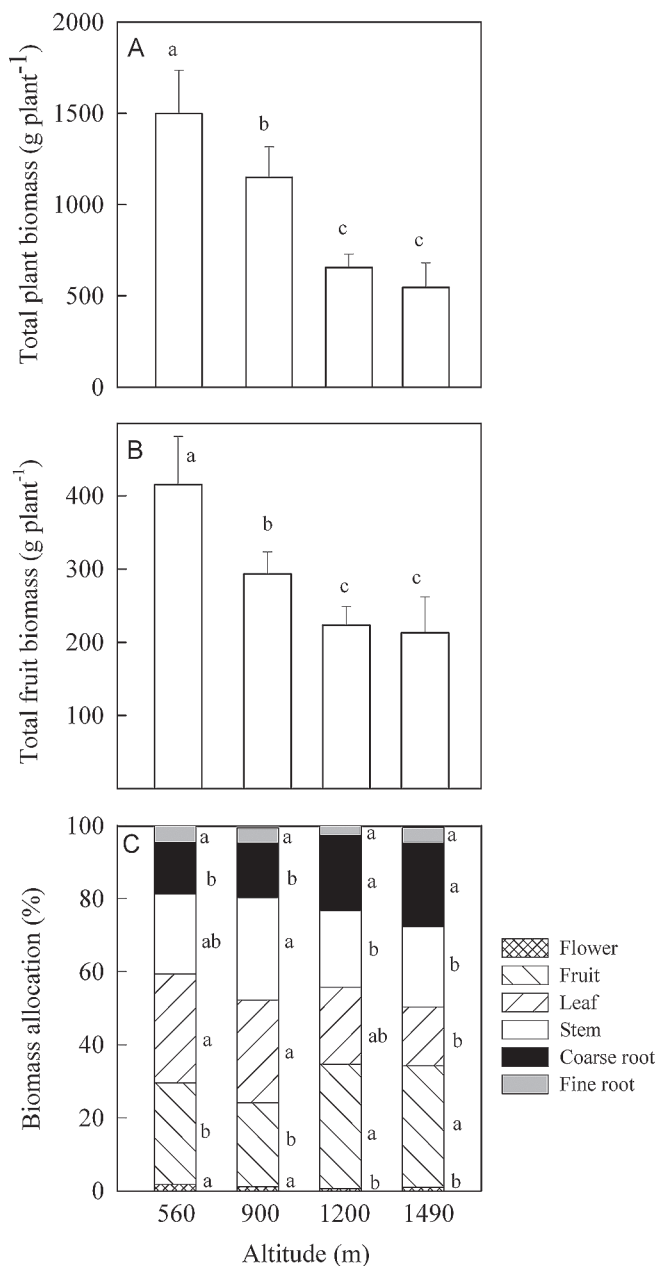 Total plant biomass (g plant-1)
2000
1500
1000
500
0
A
a
b
c
c
Total fruit biomass (g plant-1)
400
300
200
100
B
a
b
c
c
Biomass allocation (%)
100
80
60
40
20
0
C
a a a a
b b a a
ab a b b
a a ab b
b b a a
a a b b
560 900 1200 1490
Altitude (m)
Flower
Fruit
Leaf
Stem
Coarse root
Fine root